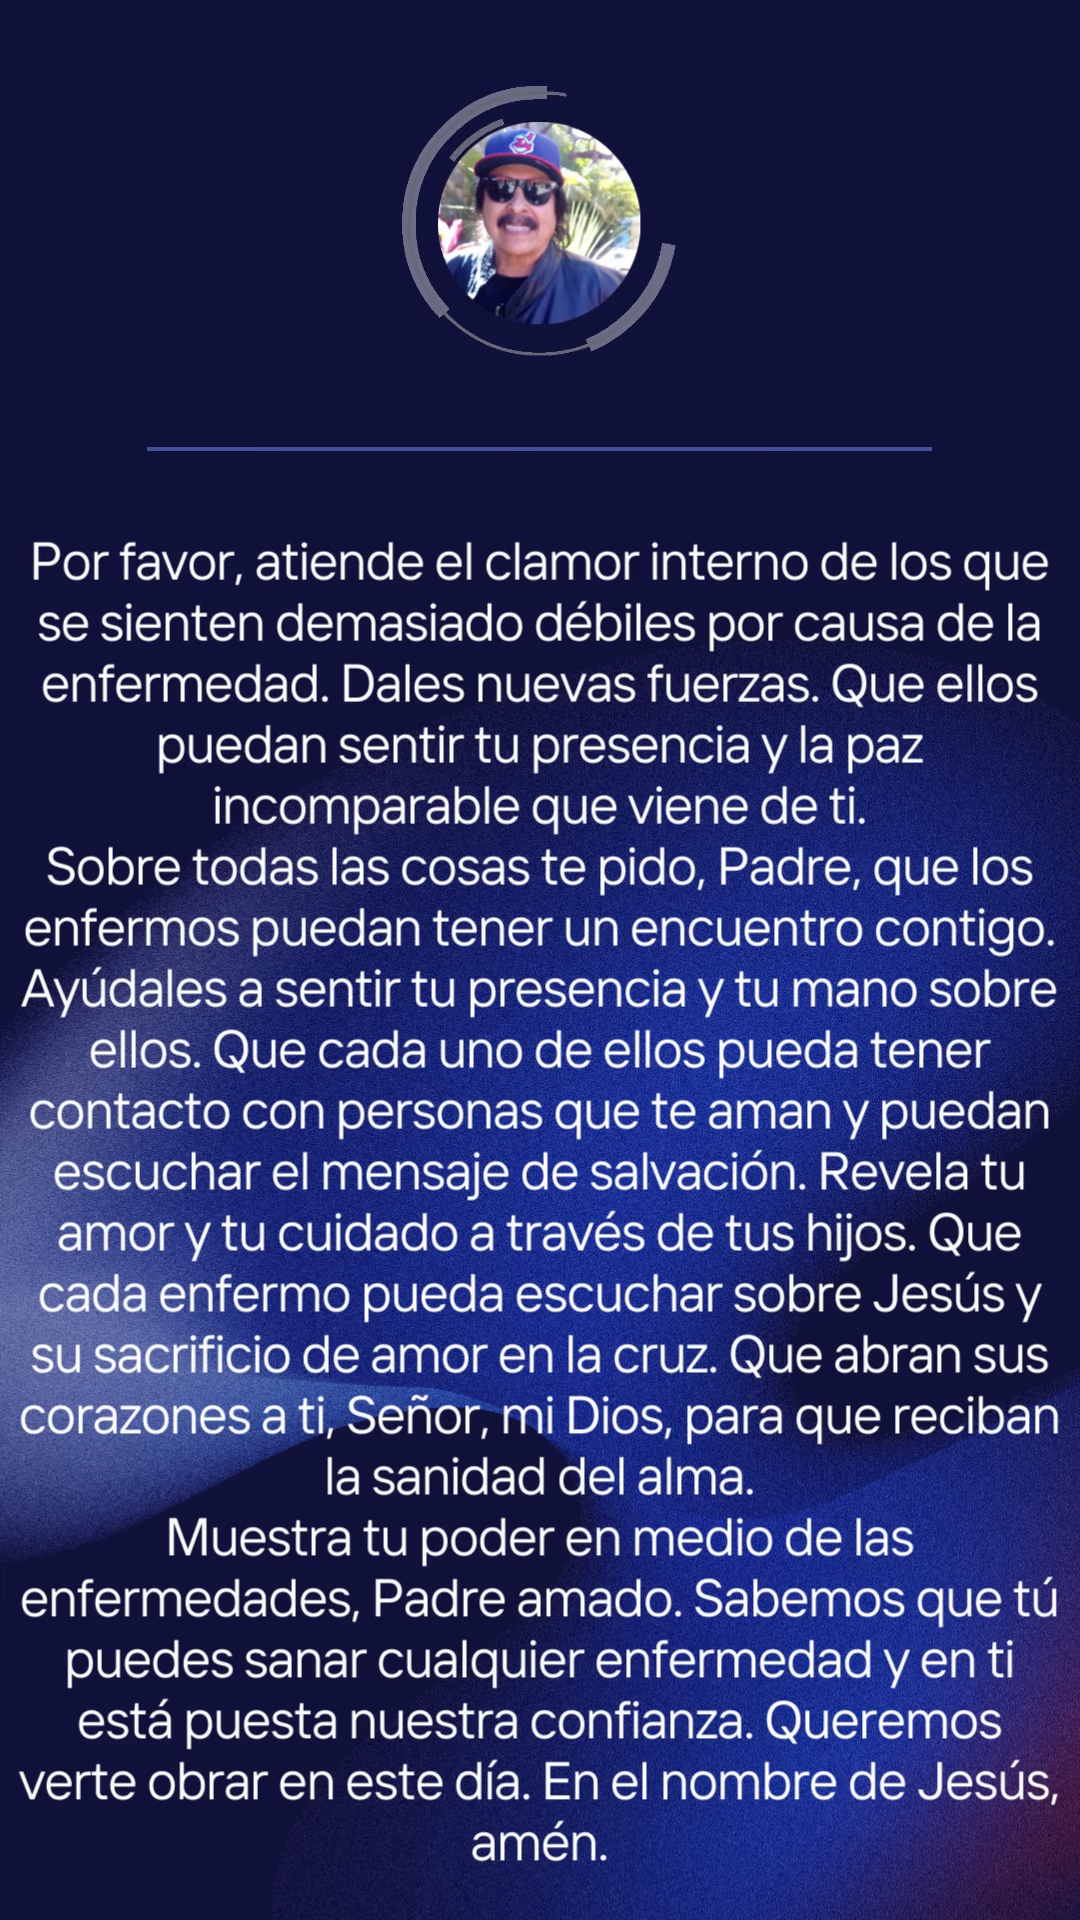 Por favor, atiende el clamor interno de los que
se sienten demasiado débiles por causa de la
enfermedad. Dales nuevas fuerzas. Que ellos
puedan sentir tu presencia y la paz
incomparable que viene de ti.
Sobre todas las cosas te pido, Padre, que los
enfermos puedan tener un encuentro contigo.
Ayúdales a sentir tu presencia y tu mano sobre
ellos. Que cada uno de ellos pueda tener
contacto con personas que te aman y puedan
escuchar el mensaje de salvación. Revela tu
amor y tu cuidado a través de tus hijos. Que
cada enfermo pueda escuchar sobre Jesús y
su sacrificio de amor en la cruz. Que abran sus
corazones a ti, Señor, mi Dios, para que reciban
la sanidad del alma.
Muestra tu poder en medio de las
enfermedades, Padre amado. Sabemos que tú
puedes sanar cualquier enfermedad y en ti
está puesta nuestra confianza. Queremos
verte obrar en este día. En el nombre de Jesús,
amén.